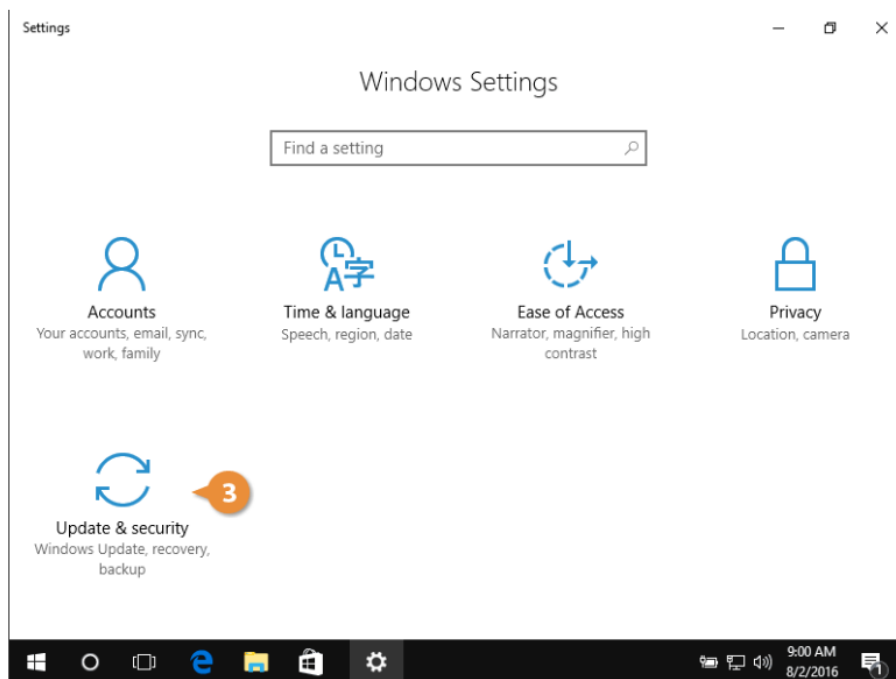 Settings
Windows Settings
Find a setting
A字
Accounts
Your accounts, email, sync,
work, family
Time & language
Speech, region, date
Ease of Access
Narrator, magnifier, high
contrast
Privacy
Location, camera
3
Update & security
Windows Update, recovery,
backup
9:00 AM
8/2/2016
1